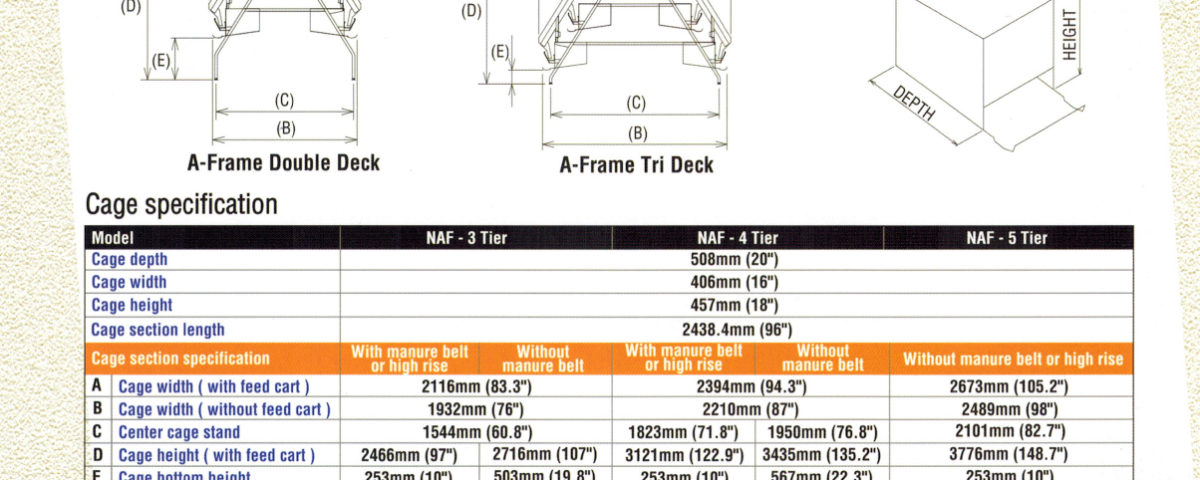 (D)
(E)
(C)
(B)
A-Frame Double Deck
(D)
(E)
(C)
(B)
A-Frame Tri Deck
HEIGHT
DEPTH
Cage specification
Model NAF - 3 Tier NAF - 4 Tier NAF - 5 Tier
Cage depth 508mm (20")
Cage width 406mm (16")
Cage height 457mm (18")
Cage section length 2438.4mm (96")
Cage section specification With manure belt or high rise Without manure belt With manure belt or high rise Without manure belt Without manure belt or high rise
A Cage width ( with feed cart ) 2116mm (83.3") 2394mm (94.3") 2673mm (105.2")
B Cage width ( without feed cart ) 1932mm (76") 2210mm (87") 2489mm (98")
C Center cage stand 1544mm (60.8") 1823mm (71.8") 1950mm (76.8") 2101mm (82.7")
D Cage height ( with feed cart ) 2466mm (97") 2716mm (107") 3121mm (122.9") 3435mm (135.2") 3776mm (148.7")
E Cage bottom height 253mm (10") 503mm (19.8") 253mm (10") 567mm (22.3") 253mm (10")